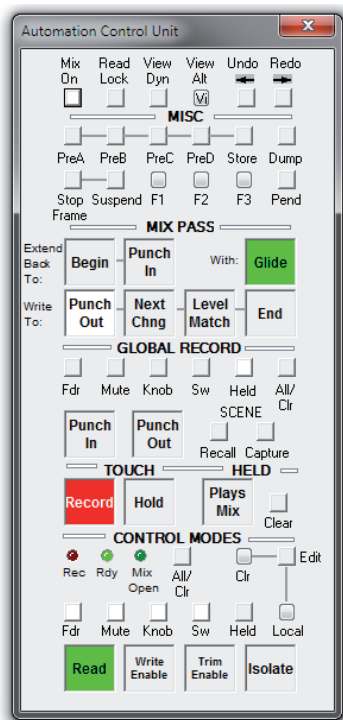 Automation Control Unit
Mix On Read Lock View Dyn View Alt Undo Redo
Vi
MISC
PreA PreB PreC PreD Store Dump
Stop Frame Suspend F1 F2 F3 Pend
MIX PASS
Extend Back To: Begin Punch In With: Glide
Write To: Punch Out Next Chng Level Match End
GLOBAL RECORD
Fdr Mute Knob Sw Held All/ Clr
Punch In Punch Out SCENE
Recall Capture
TOUCH HELD
Record Hold Plays Mix Clear
CONTROL MODES
Rec Rdy Mix Open All/ Clr Clr Edit
Fdr Mute Knob Sw Held Local
Read Write Enable Trim Enable Isolate